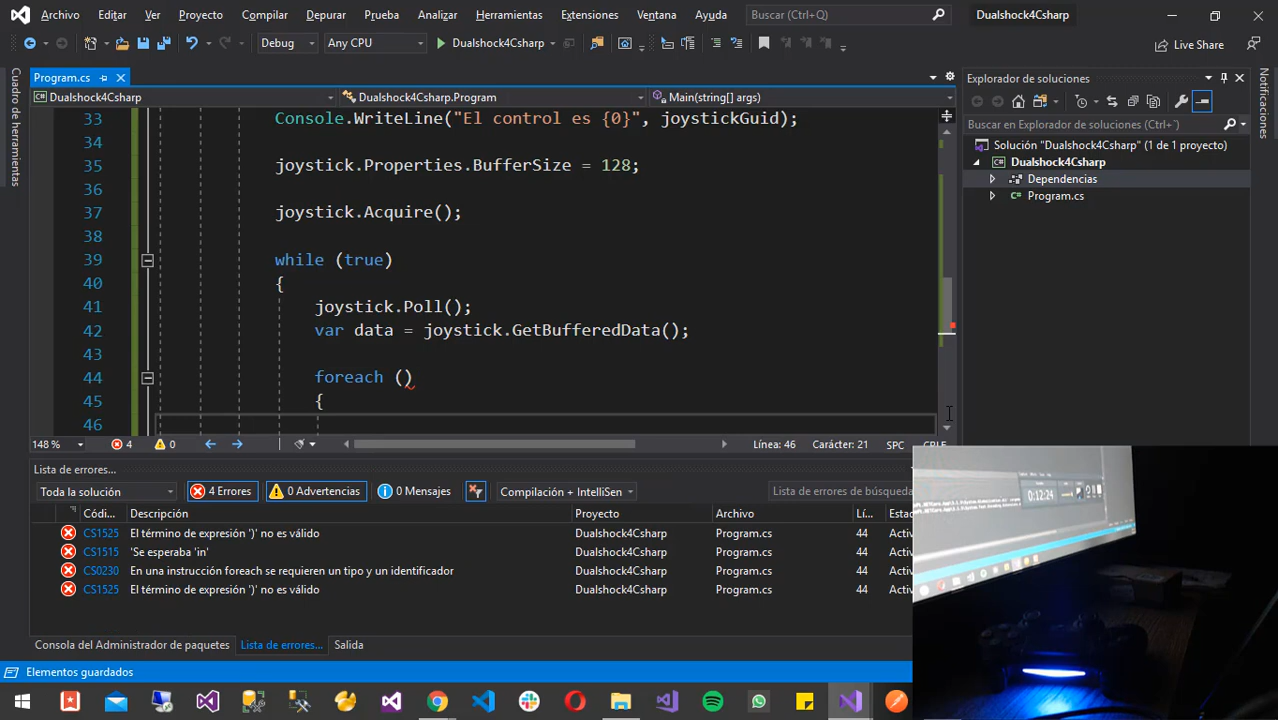 Archivo Editar Ver Proyecto Compilar Depurar Prueba Analizar Herramientas Extensiones Ventana Ayuda Buscar (Ctrl+Q) Dualshock4Csharp
Debug Any CPU Dualshock4Csharp Live Share
Program.cs
Dualshock4Csharp Dualshock4Csharp.Program Main(string[] args)
33 Console.WriteLine("El control es {0}", joystickGuid);
34
35 joystick.Properties.BufferSize = 128;
36
37 joystick.Acquire();
38
39 while (true)
40 {
41 joystick.Poll();
42 var data = joystick.GetBufferedData();
43
44 foreach ()
45 {
46
148 % 4 0 Línea: 46 Carácter: 21 SPC CRLF
Cuadro de herramientas
Explorador de soluciones
Buscar en Explorador de soluciones (Ctrl+
Solución "Dualshock4Csharp" (1 de 1 proyecto)
Dualshock4Csharp
Dependencias
Program.cs
Notificaciones
Lista de errores...
Toda la solución 4 Errores 0 Advertencias 0 Mensajes Compilación + IntelliSen Lista de errores de búsqueda
Códi... Descripción Proyecto Archivo Lí... Estad
CS1525 El término de expresión ')' no es válido Dualshock4Csharp Program.cs 44 Activ
CS1515 'Se esperaba 'in' Dualshock4Csharp Program.cs 44 Activ
CS0230 En una instrucción foreach se requieren un tipo y un identificador Dualshock4Csharp Program.cs 44 Activ
CS1525 El término de expresión ')' no es válido Dualshock4Csharp Program.cs 44 Activ
Consola del Administrador de paquetes Lista de errores... Salida
Elementos guardados
0:12:24